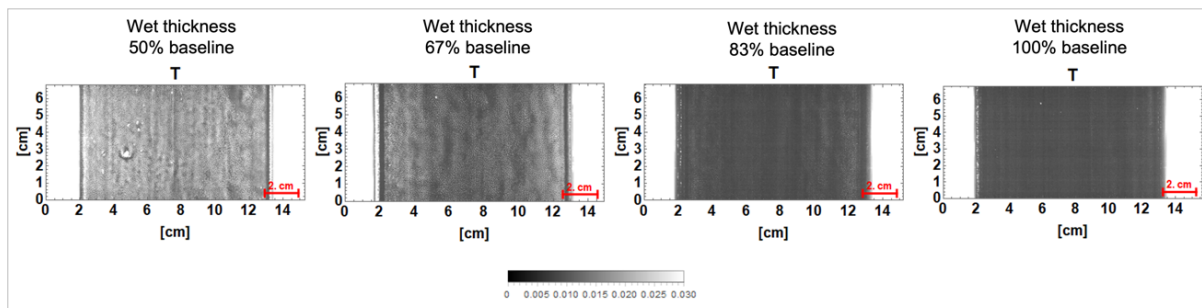 Wet thickness
50% baseline
T
6
5
4
3
2
1
0
[cm]
2. cm
0 2 4 6 8 10 12 14
[cm]
Wet thickness
67% baseline
T
6
5
4
3
2
1
0
[cm]
2. cm
0 2 4 6 8 10 12 14
[cm]
Wet thickness
83% baseline
T
6
5
4
3
2
1
0
[cm]
2. cm
0 2 4 6 8 10 12 14
[cm]
Wet thickness
100% baseline
T
6
5
4
3
2
1
0
[cm]
2. cm
0 2 4 6 8 10 12 14
[cm]
0 0.005 0.010 0.015 0.020 0.025 0.030